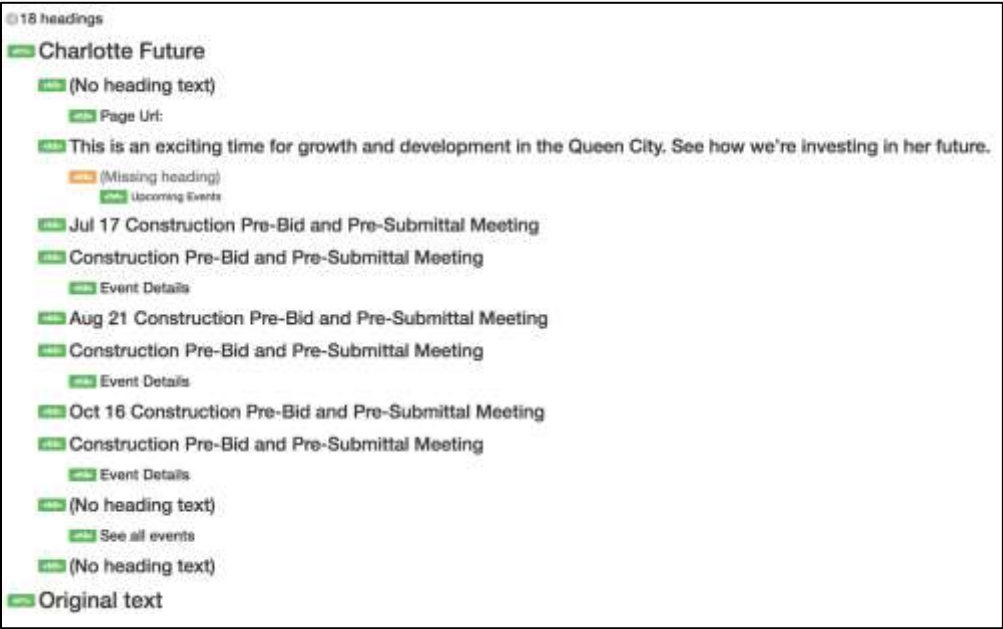 18 headings
Charlotte Future
(No heading text)
Page Url:
This is an exciting time for growth and development in the Queen City. See how we're investing in her future.
(Missing heading)
Upcoming Events
Jul 17 Construction Pre-Bid and Pre-Submittal Meeting
Construction Pre-Bid and Pre-Submittal Meeting
Event Details
Aug 21 Construction Pre-Bid and Pre-Submittal Meeting
Construction Pre-Bid and Pre-Submittal Meeting
Event Details
Oct 16 Construction Pre-Bid and Pre-Submittal Meeting
Construction Pre-Bid and Pre-Submittal Meeting
Event Details
(No heading text)
See all events
(No heading text)
Original text